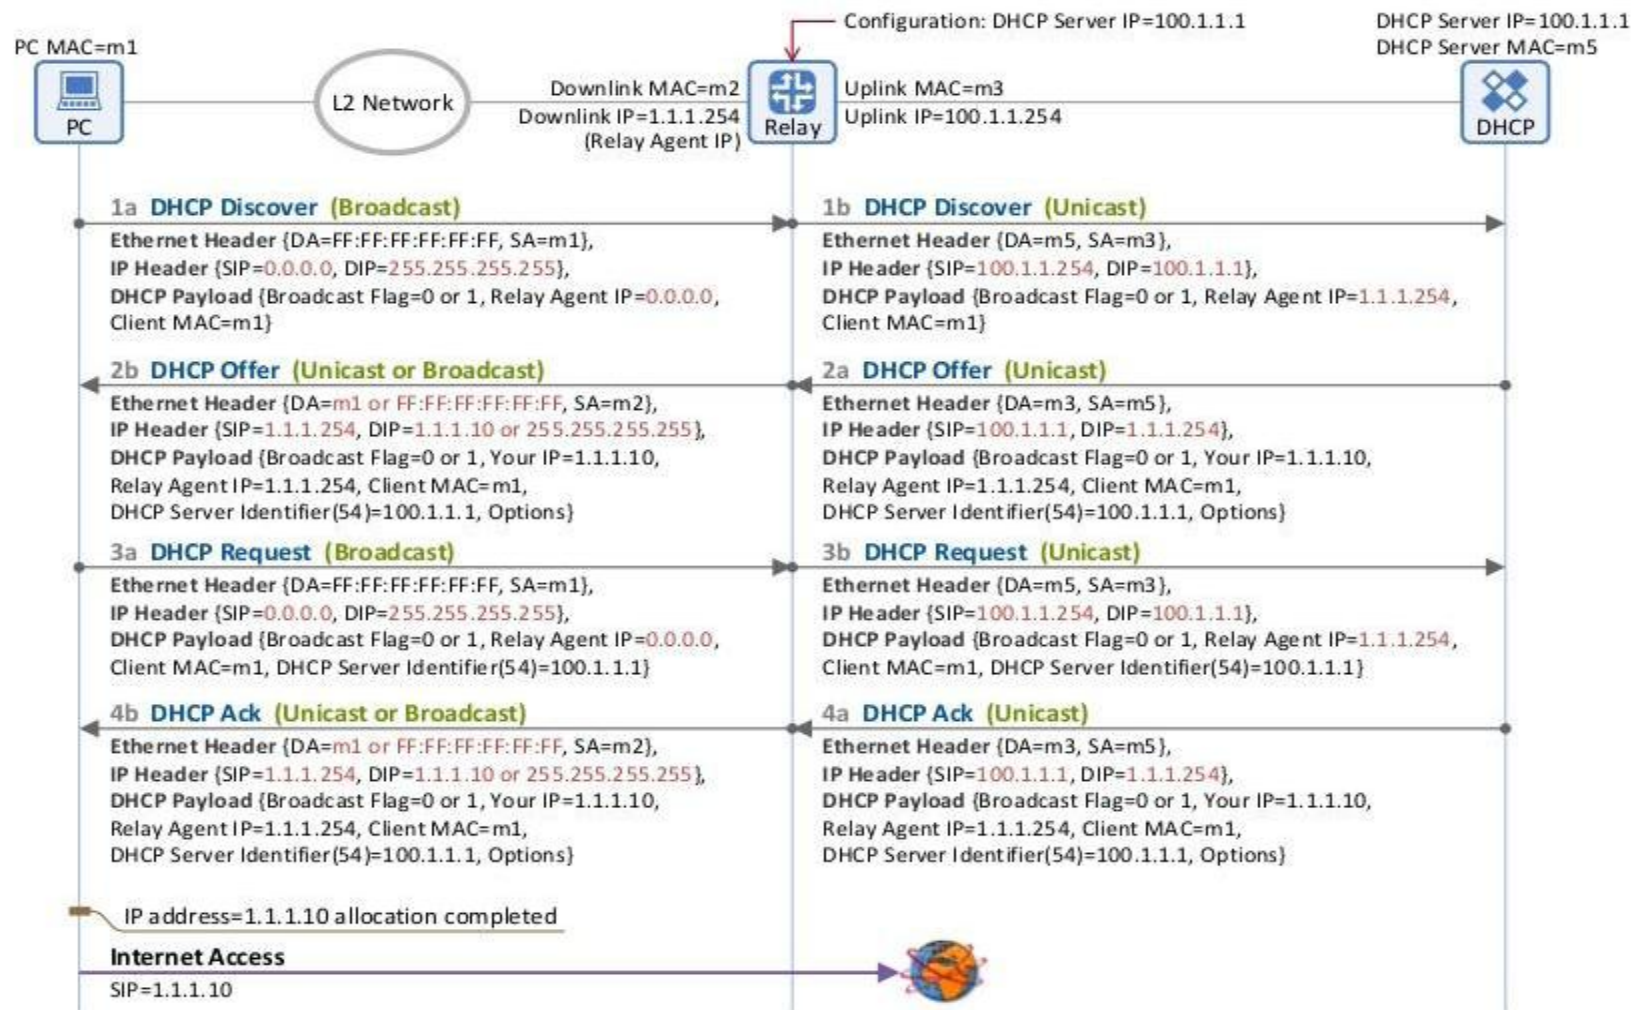 Configuration: DHCP Server IP=100.1.1.1
DHCP Server IP=100.1.1.1
DHCP Server MAC=m5
PC MAC=m1
PC
L2 Network
Downlink MAC=m2
Downlink IP=1.1.1.254
(Relay Agent IP)
Relay
Uplink MAC=m3
Uplink IP=100.1.1.254
DHCP
1a DHCP Discover (Broadcast)
Ethernet Header {DA=FF:FF:FF:FF:FF:FF, SA=m1},
IP Header {SIP=0.0.0.0, DIP=255.255.255.255},
DHCP Payload {Broadcast Flag=0 or 1, Relay Agent IP=0.0.0.0,
Client MAC=m1}
1b DHCP Discover (Unicast)
Ethernet Header {DA=m5, SA=m3},
IP Header {SIP=100.1.1.254, DIP=100.1.1.1},
DHCP Payload {Broadcast Flag=0 or 1, Relay Agent IP=1.1.1.254,
Client MAC=m1}
2b DHCP Offer (Unicast or Broadcast)
Ethernet Header {DA=m1 or FF:FF:FF:FF:FF:FF, SA=m2},
IP Header {SIP=1.1.1.254, DIP=1.1.1.10 or 255.255.255.255},
DHCP Payload {Broadcast Flag=0 or 1, Your IP=1.1.1.10,
Relay Agent IP=1.1.1.254, Client MAC=m1,
DHCP Server Identifier(54)=100.1.1.1, Options}
2a DHCP Offer (Unicast)
Ethernet Header {DA=m3, SA=m5},
IP Header {SIP=100.1.1.1, DIP=1.1.1.254},
DHCP Payload {Broadcast Flag=0 or 1, Your IP=1.1.1.10,
Relay Agent IP=1.1.1.254, Client MAC=m1,
DHCP Server Identifier(54)=100.1.1.1, Options}
3a DHCP Request (Broadcast)
Ethernet Header {DA=FF:FF:FF:FF:FF:FF, SA=m1},
IP Header {SIP=0.0.0.0, DIP=255.255.255.255},
DHCP Payload {Broadcast Flag=0 or 1, Relay Agent IP=0.0.0.0,
Client MAC=m1, DHCP Server Identifier(54)=100.1.1.1}
3b DHCP Request (Unicast)
Ethernet Header {DA=m5, SA=m3},
IP Header {SIP=100.1.1.254, DIP=100.1.1.1},
DHCP Payload {Broadcast Flag=0 or 1, Relay Agent IP=1.1.1.254,
Client MAC=m1, DHCP Server Identifier(54)=100.1.1.1}
4b DHCP Ack (Unicast or Broadcast)
Ethernet Header {DA=m1 or FF:FF:FF:FF:FF:FF, SA=m2},
IP Header {SIP=1.1.1.254, DIP=1.1.1.10 or 255.255.255.255},
DHCP Payload {Broadcast Flag=0 or 1, Your IP=1.1.1.10,
Relay Agent IP=1.1.1.254, Client MAC=m1,
DHCP Server Identifier(54)=100.1.1.1, Options}
4a DHCP Ack (Unicast)
Ethernet Header {DA=m3, SA=m5},
IP Header {SIP=100.1.1.1, DIP=1.1.1.254},
DHCP Payload {Broadcast Flag=0 or 1, Your IP=1.1.1.10,
Relay Agent IP=1.1.1.254, Client MAC=m1,
DHCP Server Identifier(54)=100.1.1.1, Options}
IP address=1.1.1.10 allocation completed
Internet Access
SIP=1.1.1.10